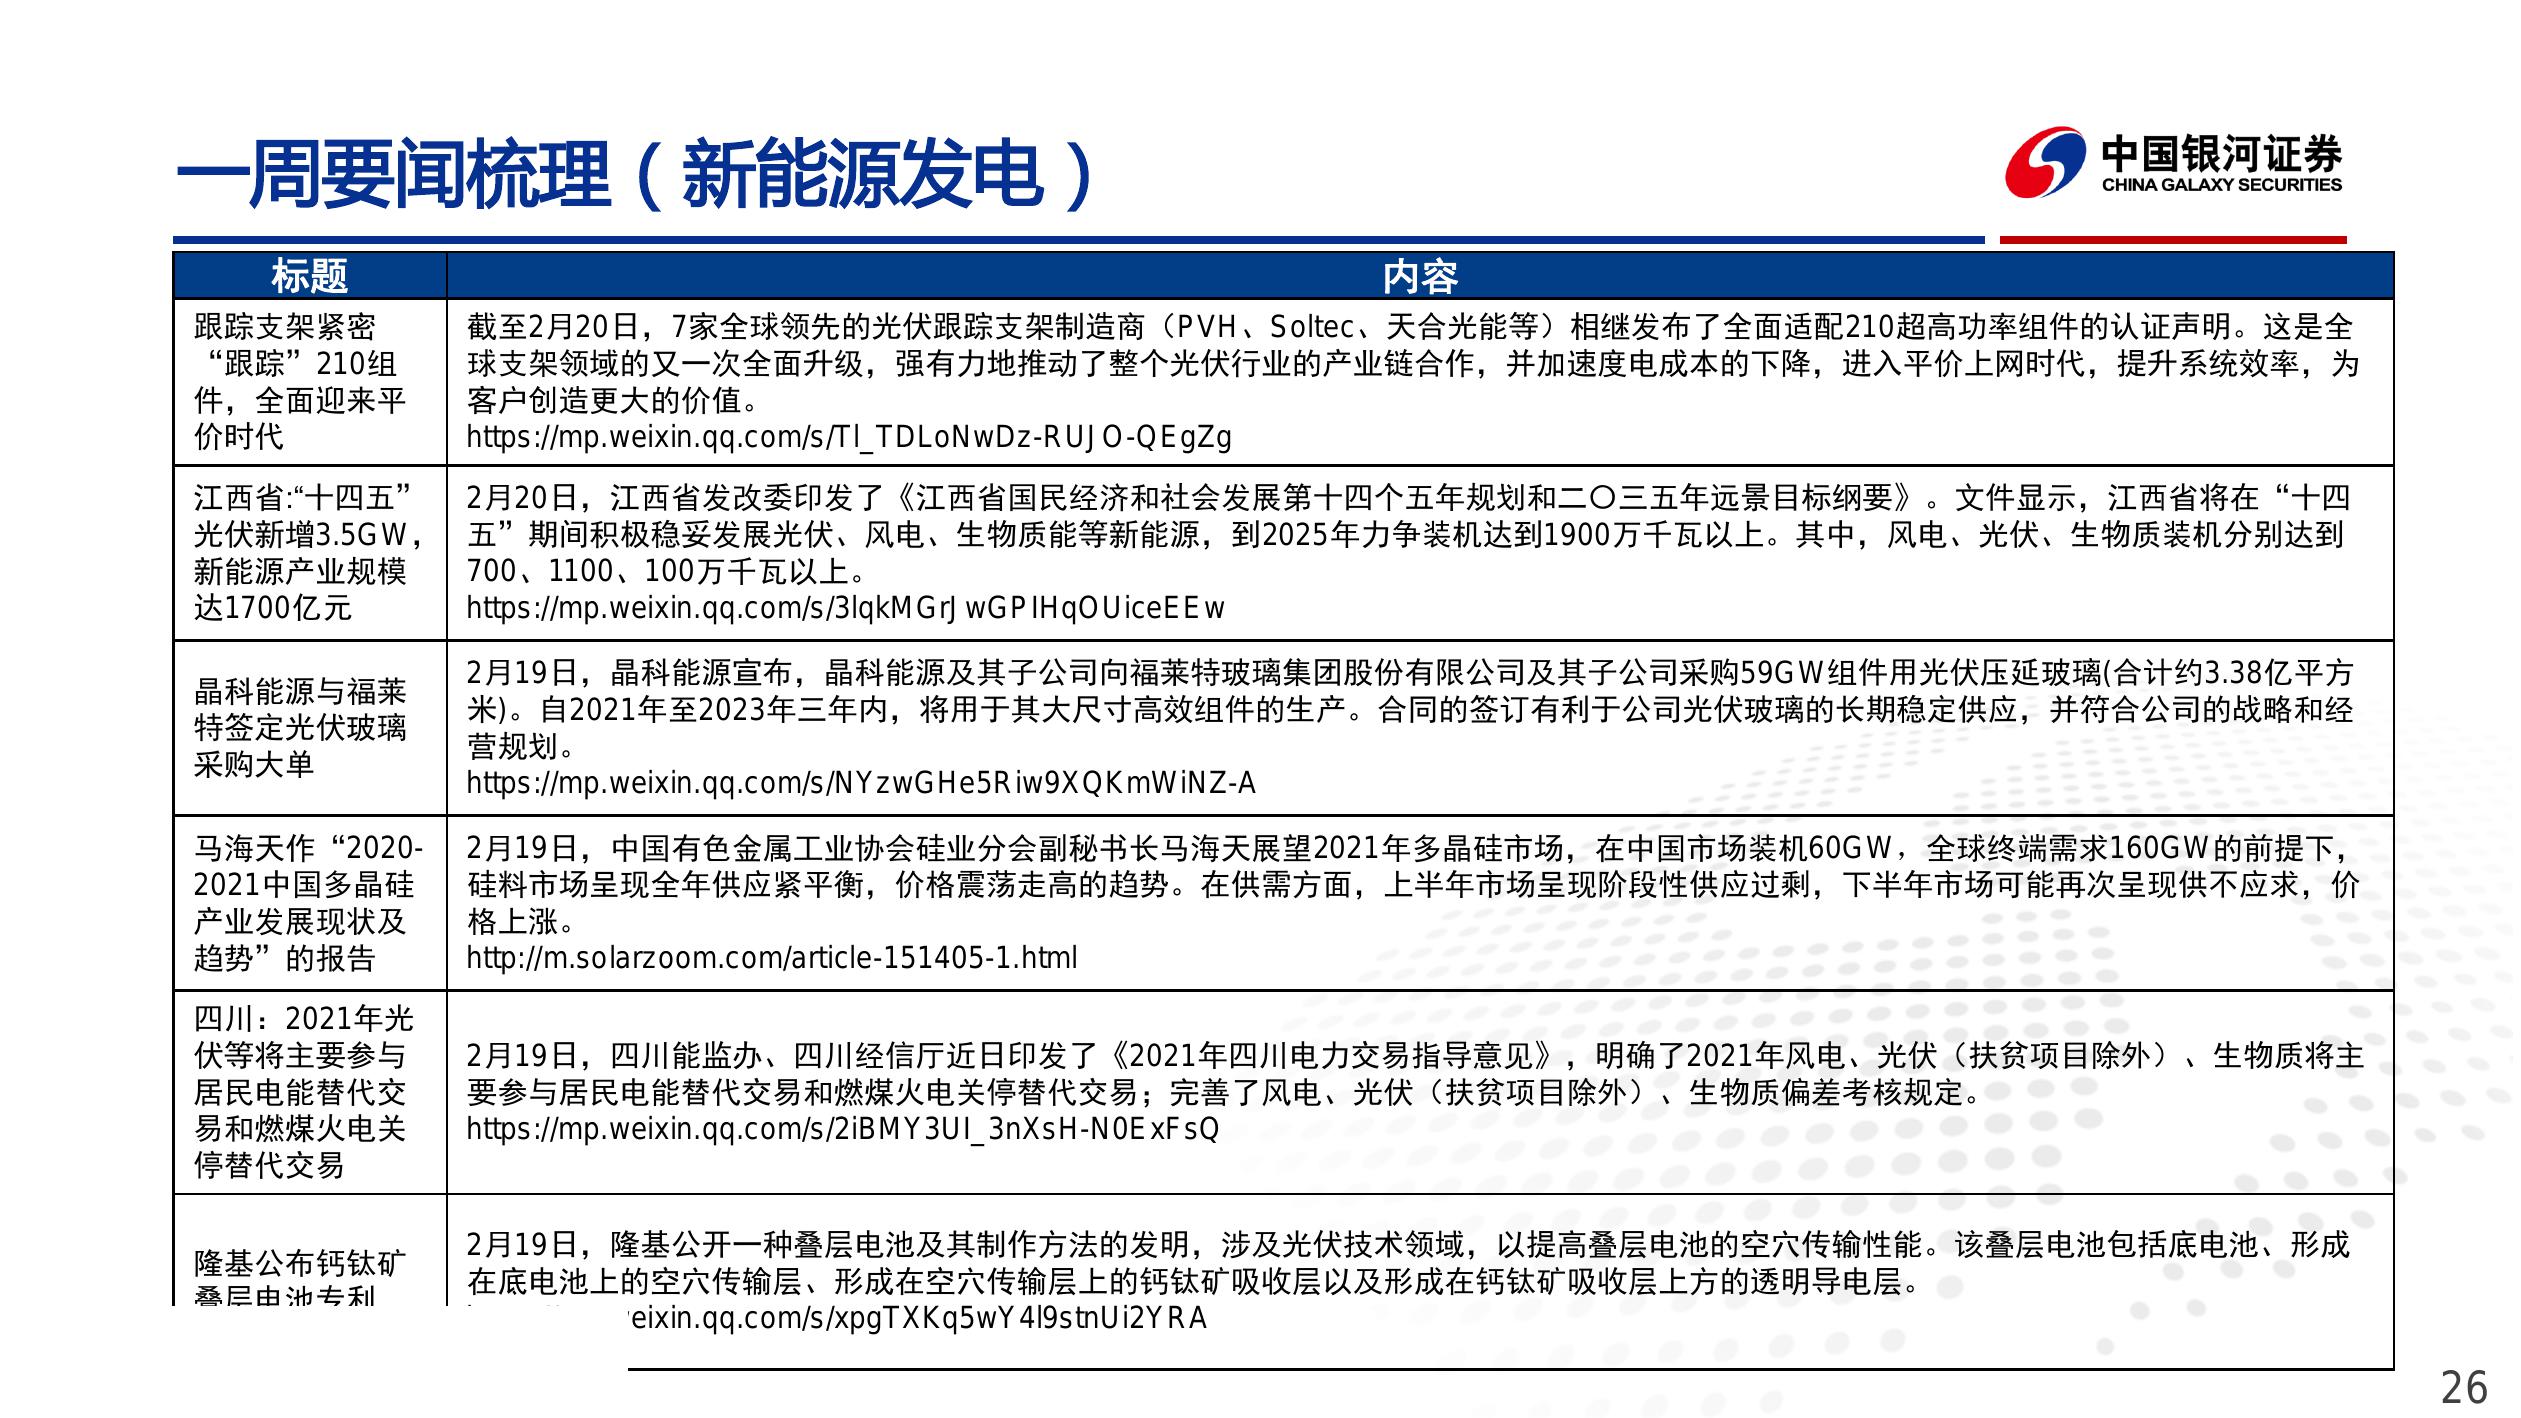 一周要闻梳理（新能源发电）
中国银河证券
CHINA GALAXY SECURITIES
标题
内容
跟踪支架紧密
“跟踪”210组
件，全面迎来平
价时代
截至2月20日，7家全球领先的光伏跟踪支架制造商（PVH、Soltec、天合光能等）相继发布了全面适配210超高功率组件的认证声明。这是全
球支架领域的又一次全面升级，强有力地推动了整个光伏行业的产业链合作，并加速度电成本的下降，进入平价上网时代，提升系统效率，为
客户创造更大的价值。
https://mp.weixin.qq.com/s/Tl_TDLoNwDz-RUJO-QEgZg
江西省:“十四五”
光伏新增3.5GW，
新能源产业规模
达1700亿元
2月20日，江西省发改委印发了《江西省国民经济和社会发展第十四个五年规划和二〇三五年远景目标纲要》。文件显示，江西省将在“十四
五”期间积极稳妥发展光伏、风电、生物质能等新能源，到2025年力争装机达到1900万千瓦以上。其中，风电、光伏、生物质装机分别达到
700、1100、100万千瓦以上。
https://mp.weixin.qq.com/s/3lqkMGrJwGPlHqOUiceEEw
晶科能源与福莱
特签定光伏玻璃
采购大单
2月19日，晶科能源宣布，晶科能源及其子公司向福莱特玻璃集团股份有限公司及其子公司采购59GW组件用光伏压延玻璃(合计约3.38亿平方
米)。自2021年至2023年三年内，将用于其大尺寸高效组件的生产。合同的签订有利于公司光伏玻璃的长期稳定供应，并符合公司的战略和经
营规划。
https://mp.weixin.qq.com/s/NYzwGHe5Riw9XQKmWiNZ-A
马海天作“2020-
2021中国多晶硅
产业发展现状及
趋势”的报告
2月19日，中国有色金属工业协会硅业分会副秘书长马海天展望2021年多晶硅市场，在中国市场装机60GW，全球终端需求160GW的前提下，
硅料市场呈现全年供应紧平衡，价格震荡走高的趋势。在供需方面，上半年市场呈现阶段性供应过剩，下半年市场可能再次呈现供不应求，价
格上涨。
http://m.solarzoom.com/article-151405-1.html
四川：2021年光
伏等将主要参与
居民电能替代交
易和燃煤火电关
停替代交易
2月19日，四川能监办、四川经信厅近日印发了《2021年四川电力交易指导意见》，明确了2021年风电、光伏（扶贫项目除外）、生物质将主
要参与居民电能替代交易和燃煤火电关停替代交易；完善了风电、光伏（扶贫项目除外）、生物质偏差考核规定。
https://mp.weixin.qq.com/s/2iBMY3UI_3nXsH-N0ExFsQ
隆基公布钙钛矿
叠层电池专利
2月19日，隆基公开一种叠层电池及其制作方法的发明，涉及光伏技术领域，以提高叠层电池的空穴传输性能。该叠层电池包括底电池、形成
在底电池上的空穴传输层、形成在空穴传输层上的钙钛矿吸收层以及形成在钙钛矿吸收层上方的透明导电层。
eixin.qq.com/s/xpgTXKq5wY4l9stnUi2YRA
26